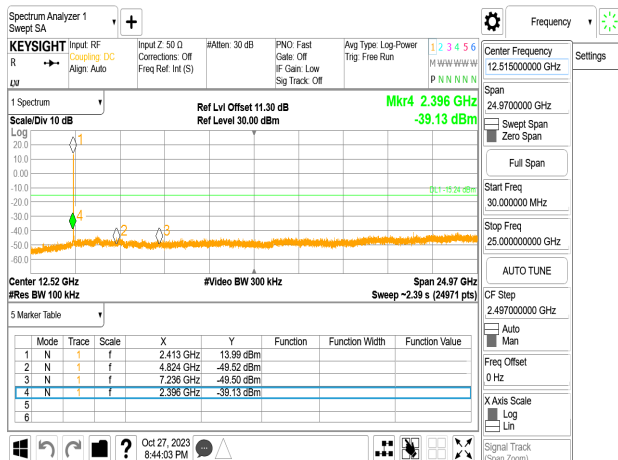 Spectrum Analyzer 1
Swept SA
Frequency
KEYSIGHT
R
LNI
Input: RF
Coupling: DC
Align: Auto
Input Z: 50 Ω
Corrections: Off
Freq Ref: Int (S)
#Atten: 30 dB
PNO: Fast
Gate: Off
IF Gain: Low
Sig Track: Off
Avg Type: Log-Power
Trig: Free Run
1 2 3 4 5 6
M W W W W W
P N N N N N
1 Spectrum
Scale/Div 10 dB
Ref Lvl Offset 11.30 dB
Ref Level 30.00 dBm
Mkr4 2.396 GHz
-39.13 dBm
Log
20.0
10.0
0.00
-10.0
-20.0
-30.0
-40.0
-50.0
-60.0
1
2
3
4
DL1 -15.24 dBm
Center 12.52 GHz
#Res BW 100 kHz
#Video BW 300 kHz
Span 24.97 GHz
Sweep ~2.39 s (24971 pts)
5 Marker Table
Mode Trace Scale X Y Function Function Width Function Value
1 N 1 f 2.413 GHz 13.99 dBm
2 N 1 f 4.824 GHz -49.52 dBm
3 N 1 f 7.236 GHz -49.50 dBm
4 N 1 f 2.396 GHz -39.13 dBm
5
6
?
Oct 27, 2023
8:44:03 PM
Center Frequency
12.515000000 GHz
Settings
Span
24.9700000 GHz
Swept Span
Zero Span
Full Span
Start Freq
30.000000 MHz
Stop Freq
25.000000000 GHz
AUTO TUNE
CF Step
2.497000000 GHz
Auto
Man
Freq Offset
0 Hz
X Axis Scale
Log
Lin
Signal Track
(Span Zoom)